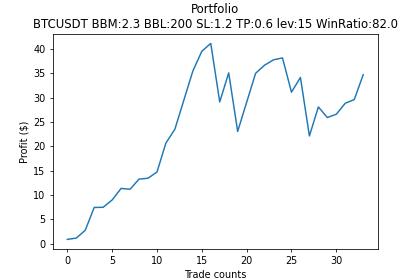 Portfolio
BTCUSDT BBM:2.3 BBL:200 SL:1.2 TP:0.6 lev:15 WinRatio:82.0
40
35
30
25
20
15
10
5
0
Profit ($)
0 5 10 15 20 25 30
Trade counts